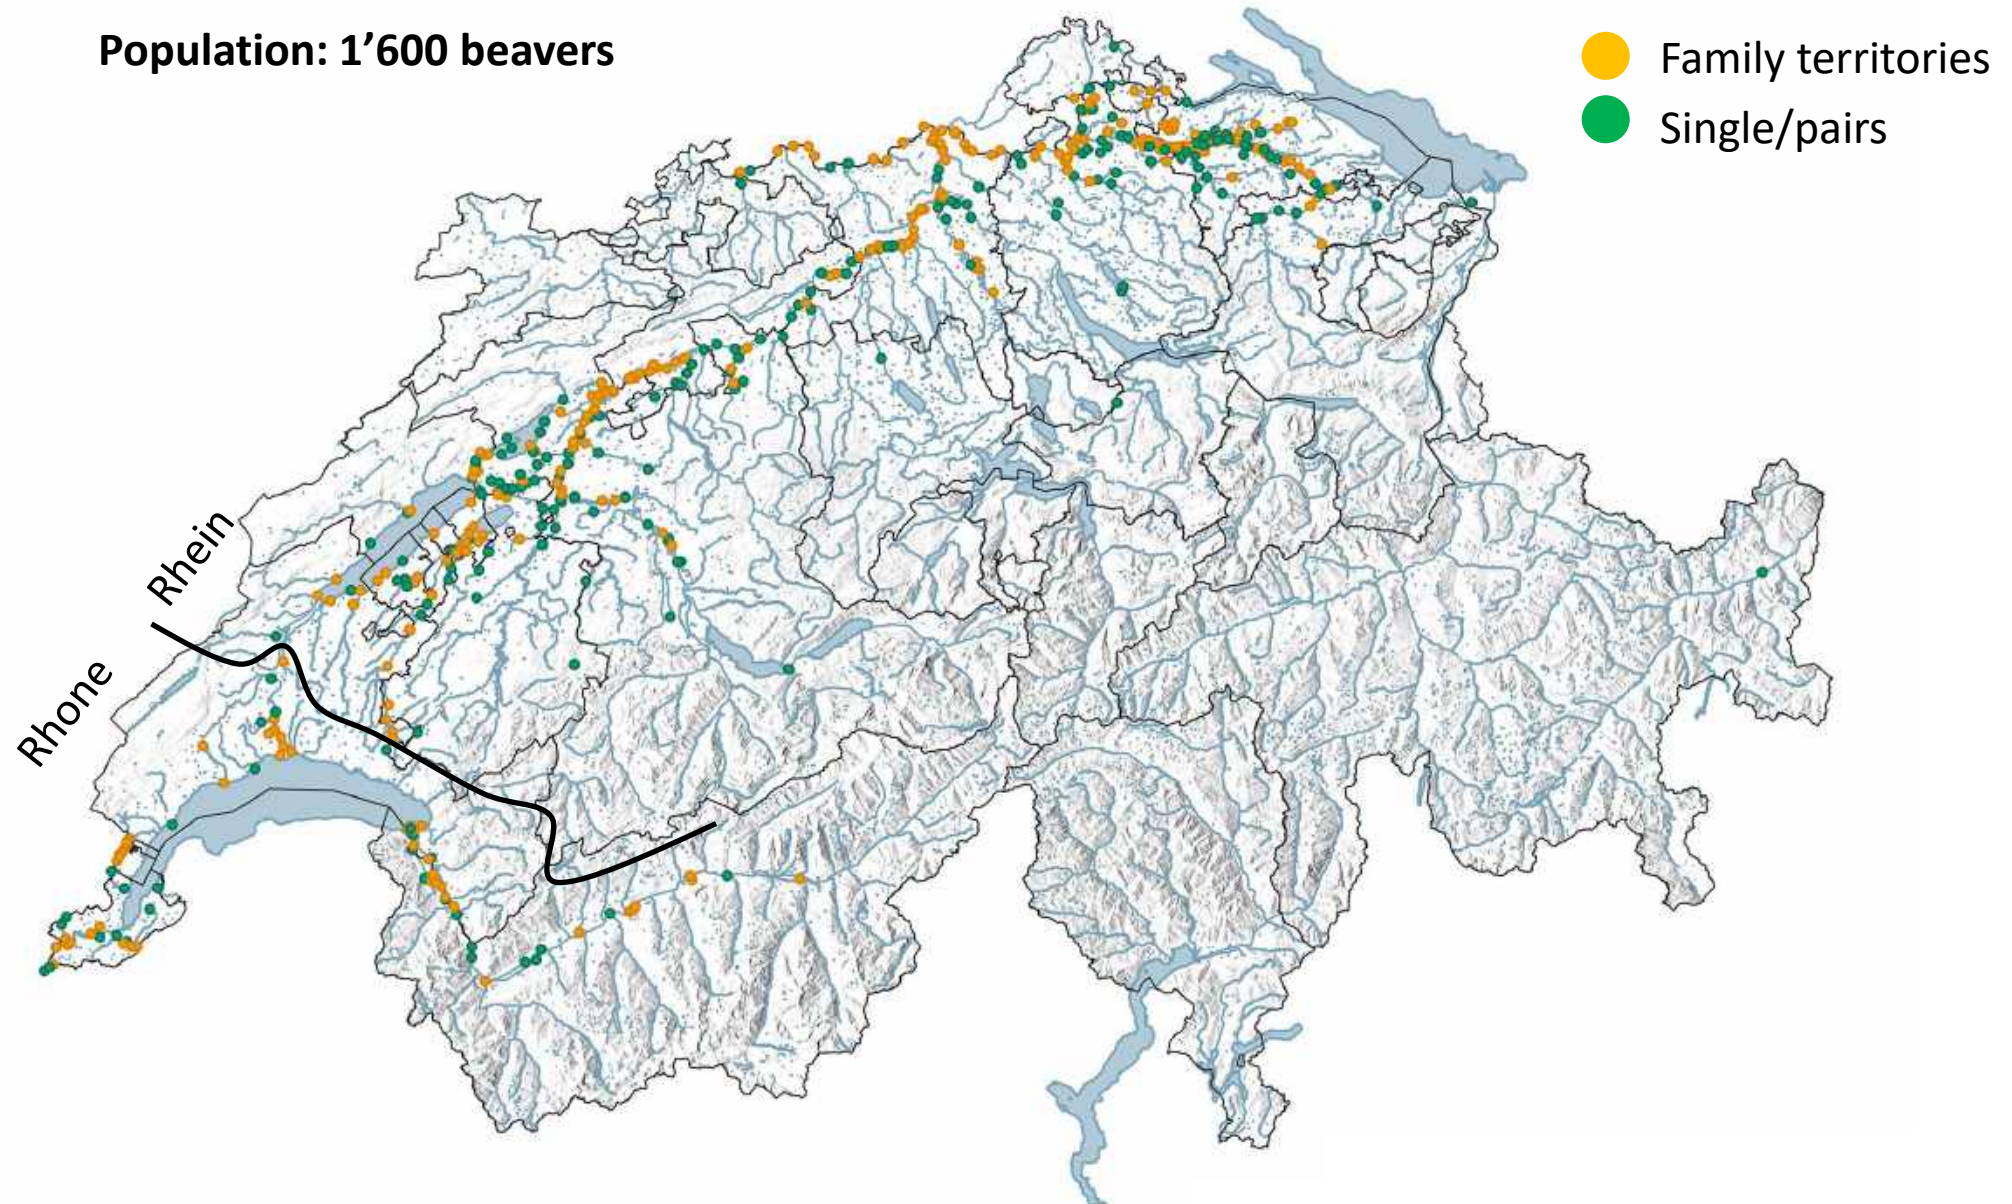 Population: 1’600 beavers
Family territories
Single/pairs
Rhein
Rhone